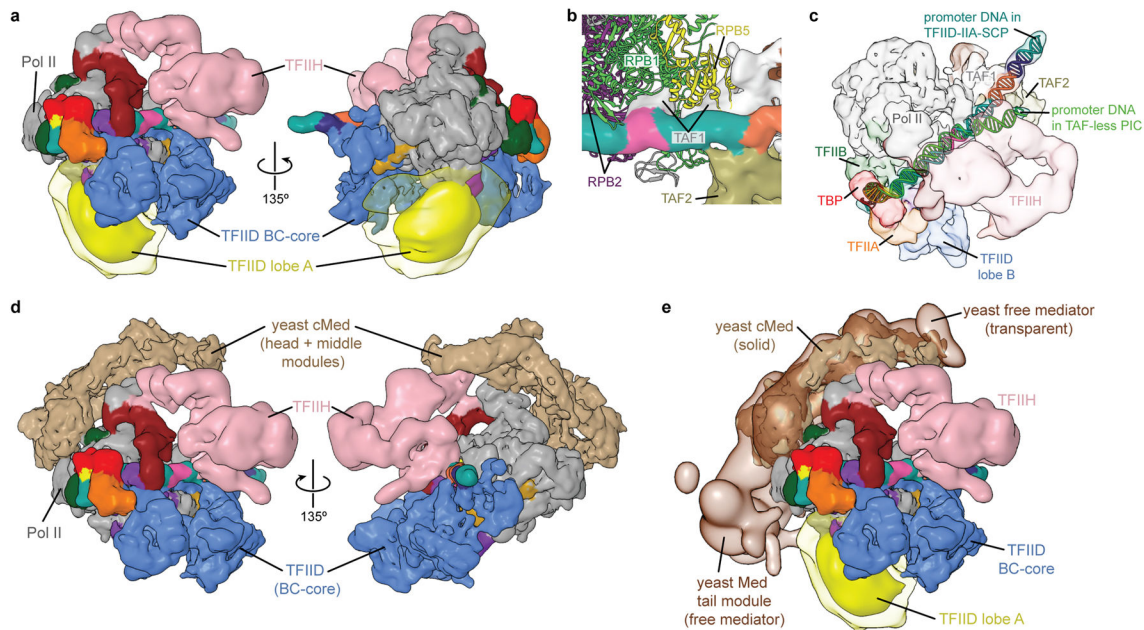 a
Pol II
TFIIH
135º
TFIID BC-core
TFIID lobe A
b
RPB5
RPB1
TAF1
RPB2
TAF2
c
promoter DNA in
TFIID-IIA-SCP
TAF1
TAF2
Pol II
promoter DNA
in TAF-less PIC
TFIIB
TBP
TFIIH
TFIIA
TFIID
lobe B
d
yeast cMed
(head + middle
modules)
TFIIH
135º
Pol II
TFIID
(BC-core)
e
yeast cMed
(solid)
yeast free mediator
(transparent)
TFIIH
TFIID
BC-core
yeast Med
tail module
(free mediator)
TFIID lobe A